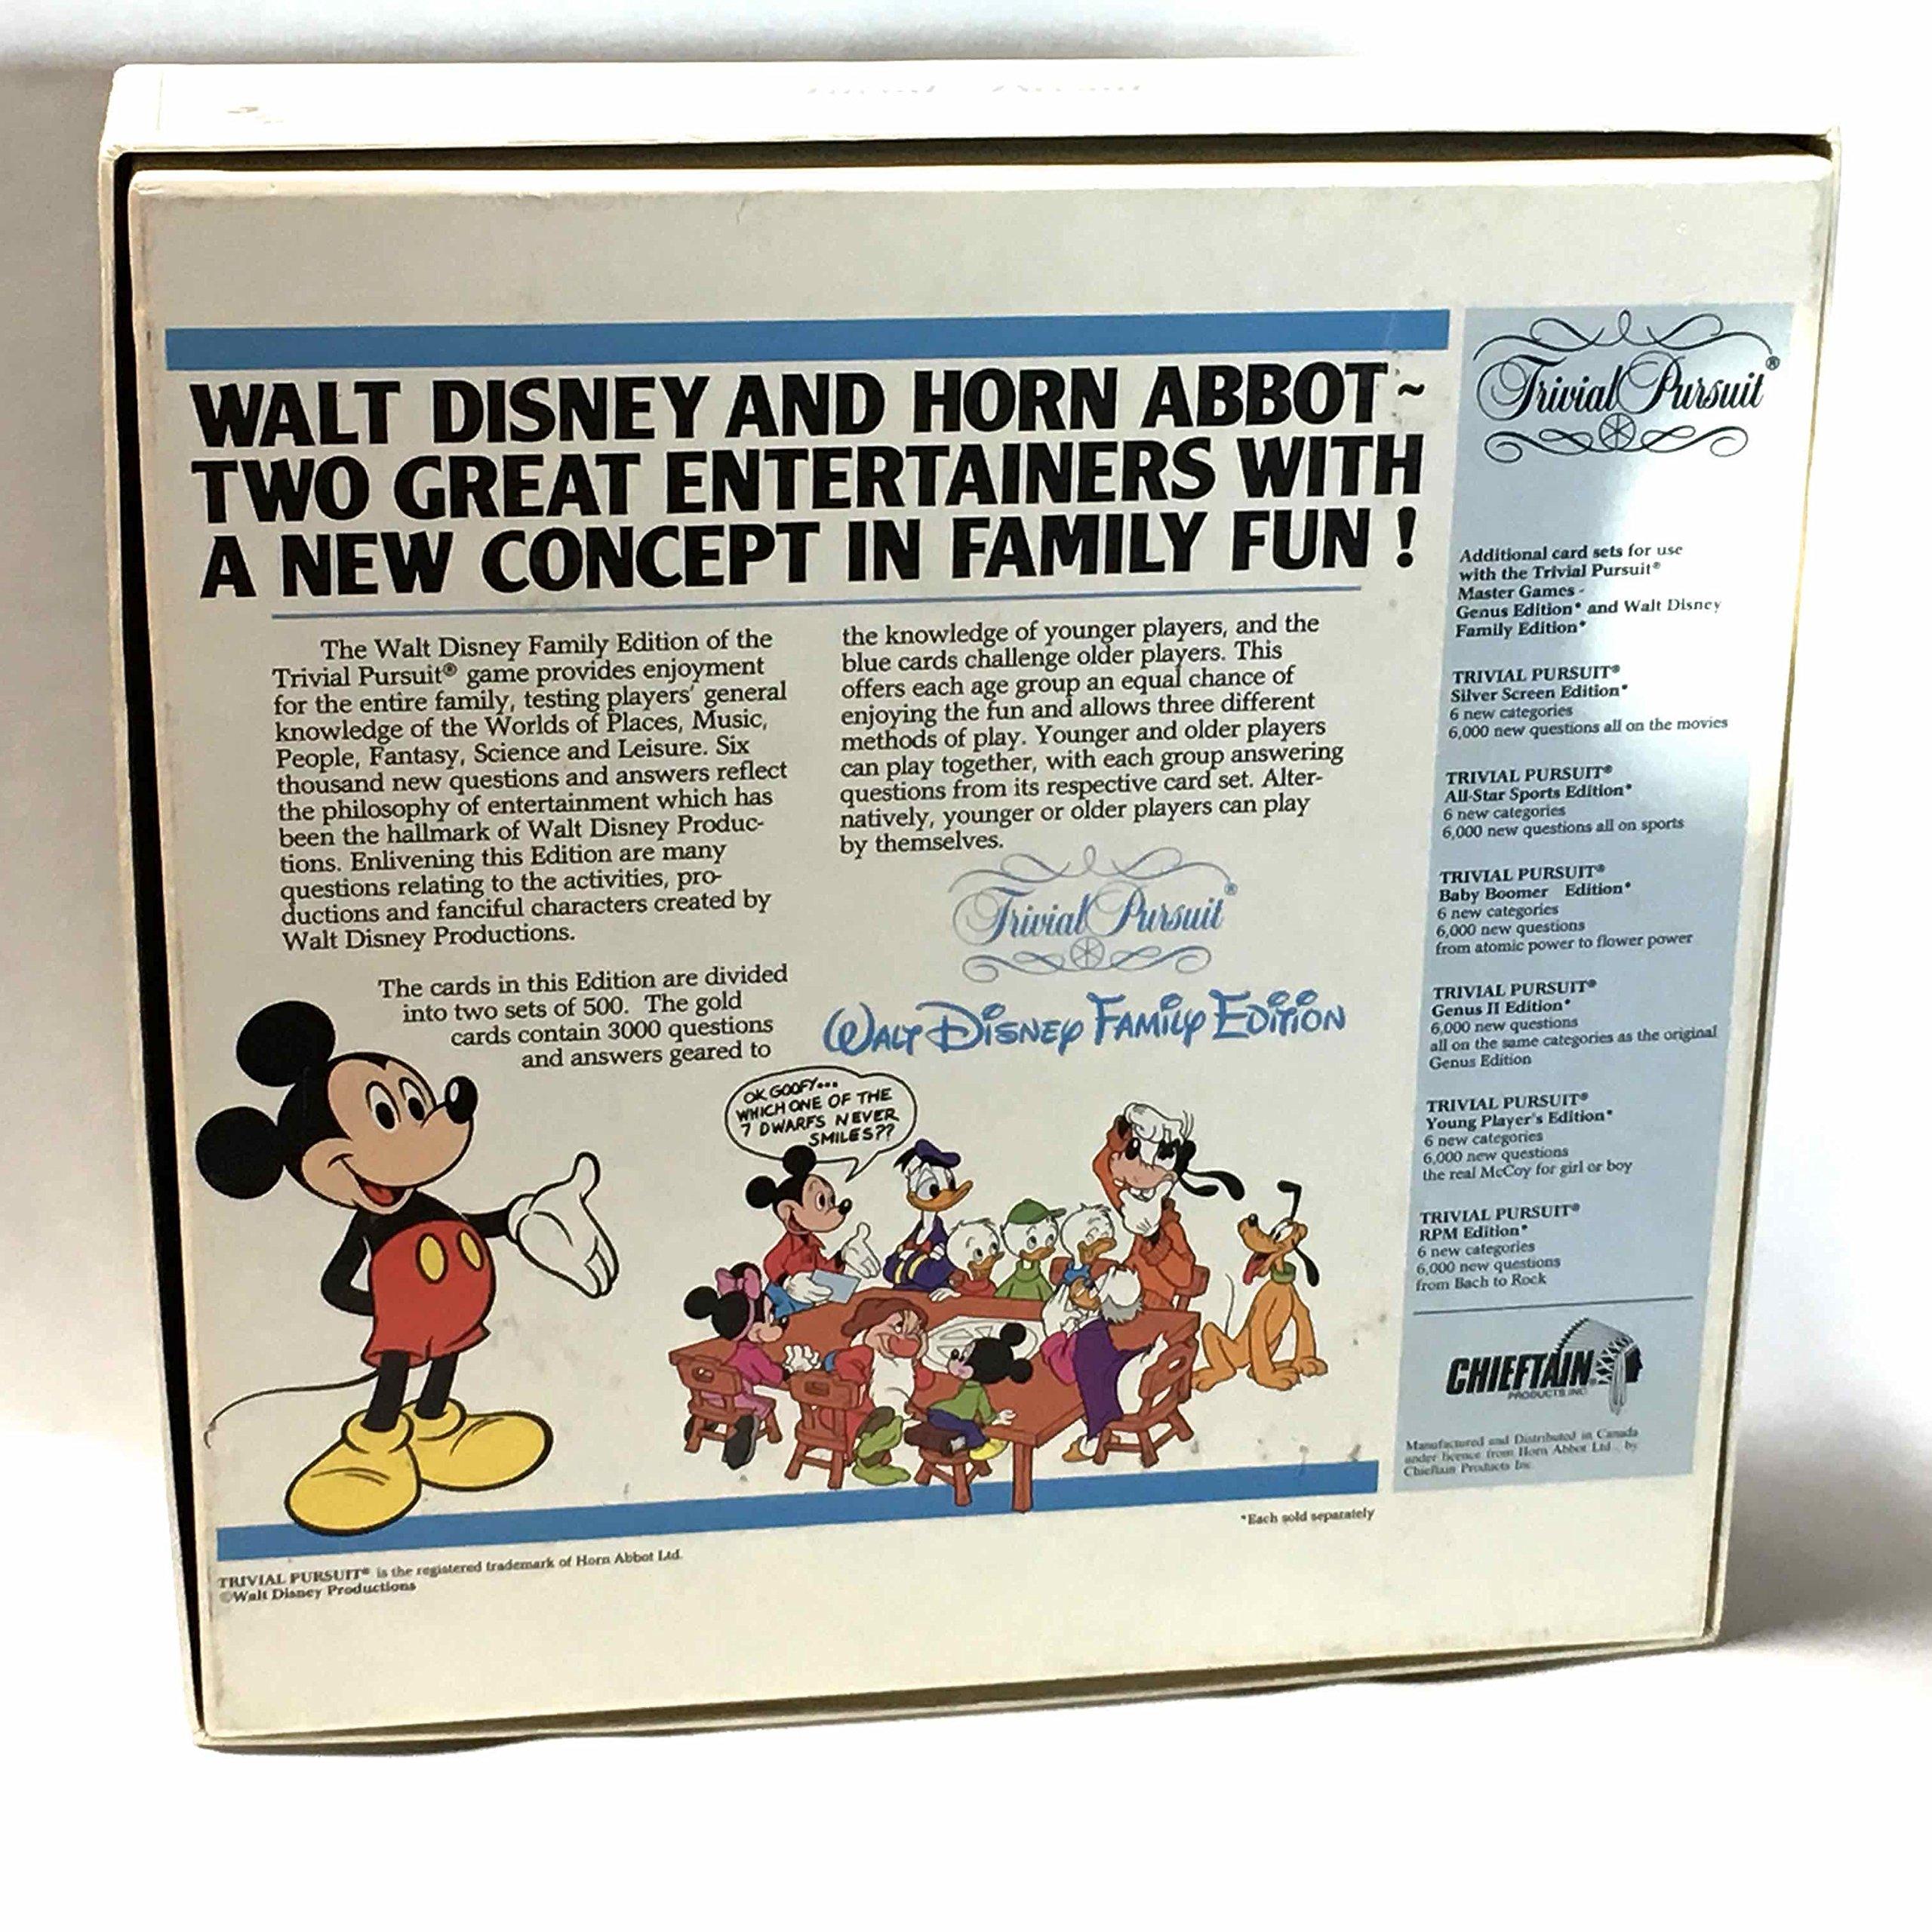 WALT DISNEY AND HORN ABBOT~
TWO GREAT ENTERTAINERS WITH
A NEW CONCEPT IN FAMILY FUN !
The Walt Disney Family Edition of the
Trivial Pursuit® game provides enjoyment
for the entire family, testing players' general
knowledge of the Worlds of Places, Music,
People, Fantasy, Science and Leisure. Six
thousand new questions and answers reflect
the philosophy of entertainment which has
been the hallmark of Walt Disney Produc-
tions. Enlivening this Edition are many
questions relating to the activities, pro-
ductions and fanciful characters created by
Walt Disney Productions.
The cards in this Edition are divided
into two sets of 500. The gold
cards contain 3000 questions
and answers geared to
the knowledge of younger players, and the
blue cards challenge older players. This
offers each age group an equal chance of
enjoying the fun and allows three different
methods of play. Younger and older players
can play together, with each group answering
questions from its respective card set. Alter-
natively, younger or older players can play
by themselves.
Trivial Pursuit®
WALT DISNEY FAMILY EDITION
OK GOOFY...
WHICH ONE OF THE
7 DWARFS NEVER
SMILES??
Trivial Pursuit®
Additional card sets for use
with the Trivial Pursuit®
Master Games -
Genus Edition* and Walt Disney
Family Edition*
TRIVIAL PURSUIT®
Silver Screen Edition*
6 new categories
6,000 new questions all on the movies
TRIVIAL PURSUIT®
All-Star Sports Edition*
6 new categories
6,000 new questions all on sports
TRIVIAL PURSUIT®
Baby Boomer Edition*
6 new categories
6,000 new questions
from atomic power to flower power
TRIVIAL PURSUIT®
Genus II Edition*
6,000 new questions
all on the same categories as the original
Genus Edition
TRIVIAL PURSUIT®
Young Player's Edition*
6 new categories
6,000 new questions
the real McCoy for girl or boy
TRIVIAL PURSUIT®
RPM Edition*
6 new categories
6,000 new questions
from Bach to Rock
CHIEFTAIN
PRODUCTS INC
Manufactured and Distributed in Canada
under licence from Horn Abbot Ltd. by
Chieftain Products Inc.
*Each sold separately
TRIVIAL PURSUIT® is the registered trademark of Horn Abbot Ltd.
©Walt Disney Productions